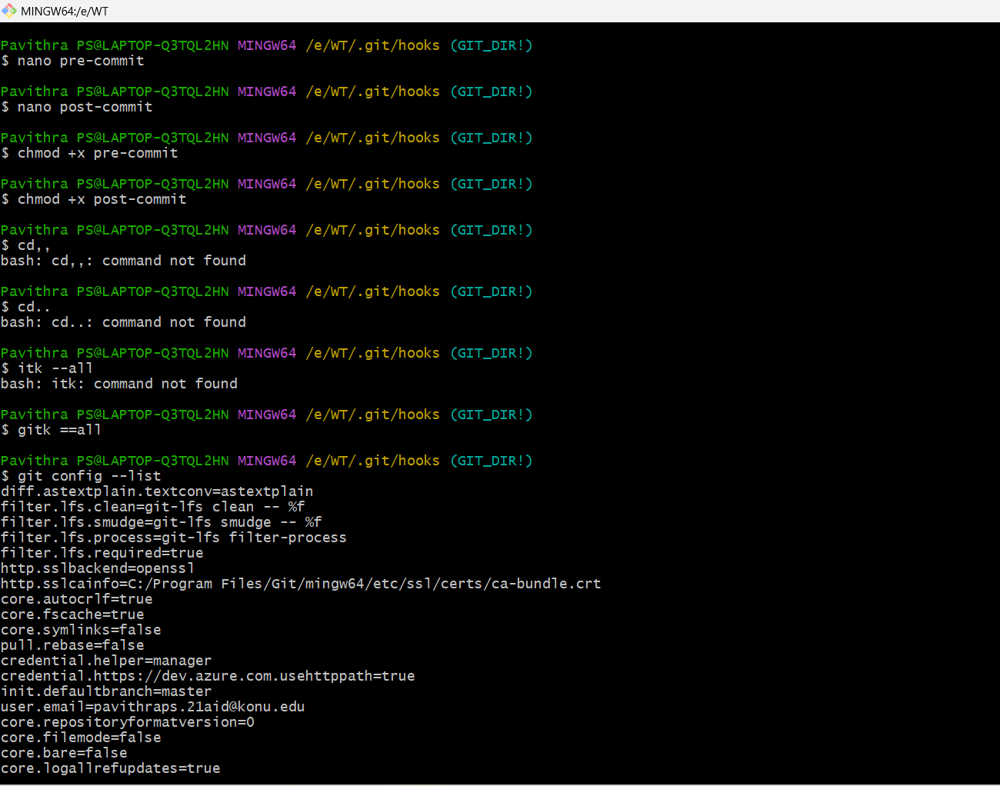 MINGW64:/e/WT
Pavithra PS@LAPTOP-Q3TQL2HN MINGW64 /e/WT/.git/hooks (GIT_DIR!)
$ nano pre-commit
Pavithra PS@LAPTOP-Q3TQL2HN MINGW64 /e/WT/.git/hooks (GIT_DIR!)
$ nano post-commit
Pavithra PS@LAPTOP-Q3TQL2HN MINGW64 /e/WT/.git/hooks (GIT_DIR!)
$ chmod +x pre-commit
Pavithra PS@LAPTOP-Q3TQL2HN MINGW64 /e/WT/.git/hooks (GIT_DIR!)
$ chmod +x post-commit
Pavithra PS@LAPTOP-Q3TQL2HN MINGW64 /e/WT/.git/hooks (GIT_DIR!)
$ cd,,
bash: cd,,: command not found
Pavithra PS@LAPTOP-Q3TQL2HN MINGW64 /e/WT/.git/hooks (GIT_DIR!)
$ cd..
bash: cd..: command not found
Pavithra PS@LAPTOP-Q3TQL2HN MINGW64 /e/WT/.git/hooks (GIT_DIR!)
$ itk --all
bash: itk: command not found
Pavithra PS@LAPTOP-Q3TQL2HN MINGW64 /e/WT/.git/hooks (GIT_DIR!)
$ gitk ==all
Pavithra PS@LAPTOP-Q3TQL2HN MINGW64 /e/WT/.git/hooks (GIT_DIR!)
$ git config --list
diff.astextplain.textconv=astextplain
filter.lfs.clean=git-lfs clean -- %f
filter.lfs.smudge=git-lfs smudge -- %f
filter.lfs.process=git-lfs filter-process
filter.lfs.required=true
http.sslbackend=openssl
http.sslcainfo=C:/Program Files/Git/mingw64/etc/ssl/certs/ca-bundle.crt
core.autocrlf=true
core.fscache=true
core.symlinks=false
pull.rebase=false
credential.helper=manager
credential.https://dev.azure.com.usehttppath=true
init.defaultbranch=master
user.email=pavithraps.21aid@konu.edu
core.repositoryformatversion=0
core.filemode=false
core.bare=false
core.logallrefupdates=true